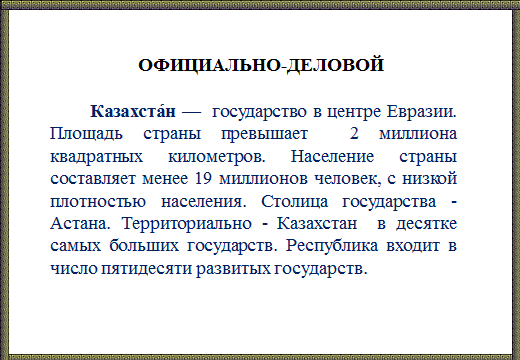 ОФИЦИАЛЬНО-ДЕЛОВОЙ
Казахста́н — государство в центре Евразии.
Площадь страны превышает 2 миллиона
квадратных километров. Население страны
составляет менее 19 миллионов человек, с низкой
плотностью населения. Столица государства -
Астана. Территориально - Казахстан в десятке
самых больших государств. Республика входит в
число пятидесяти развитых государств.